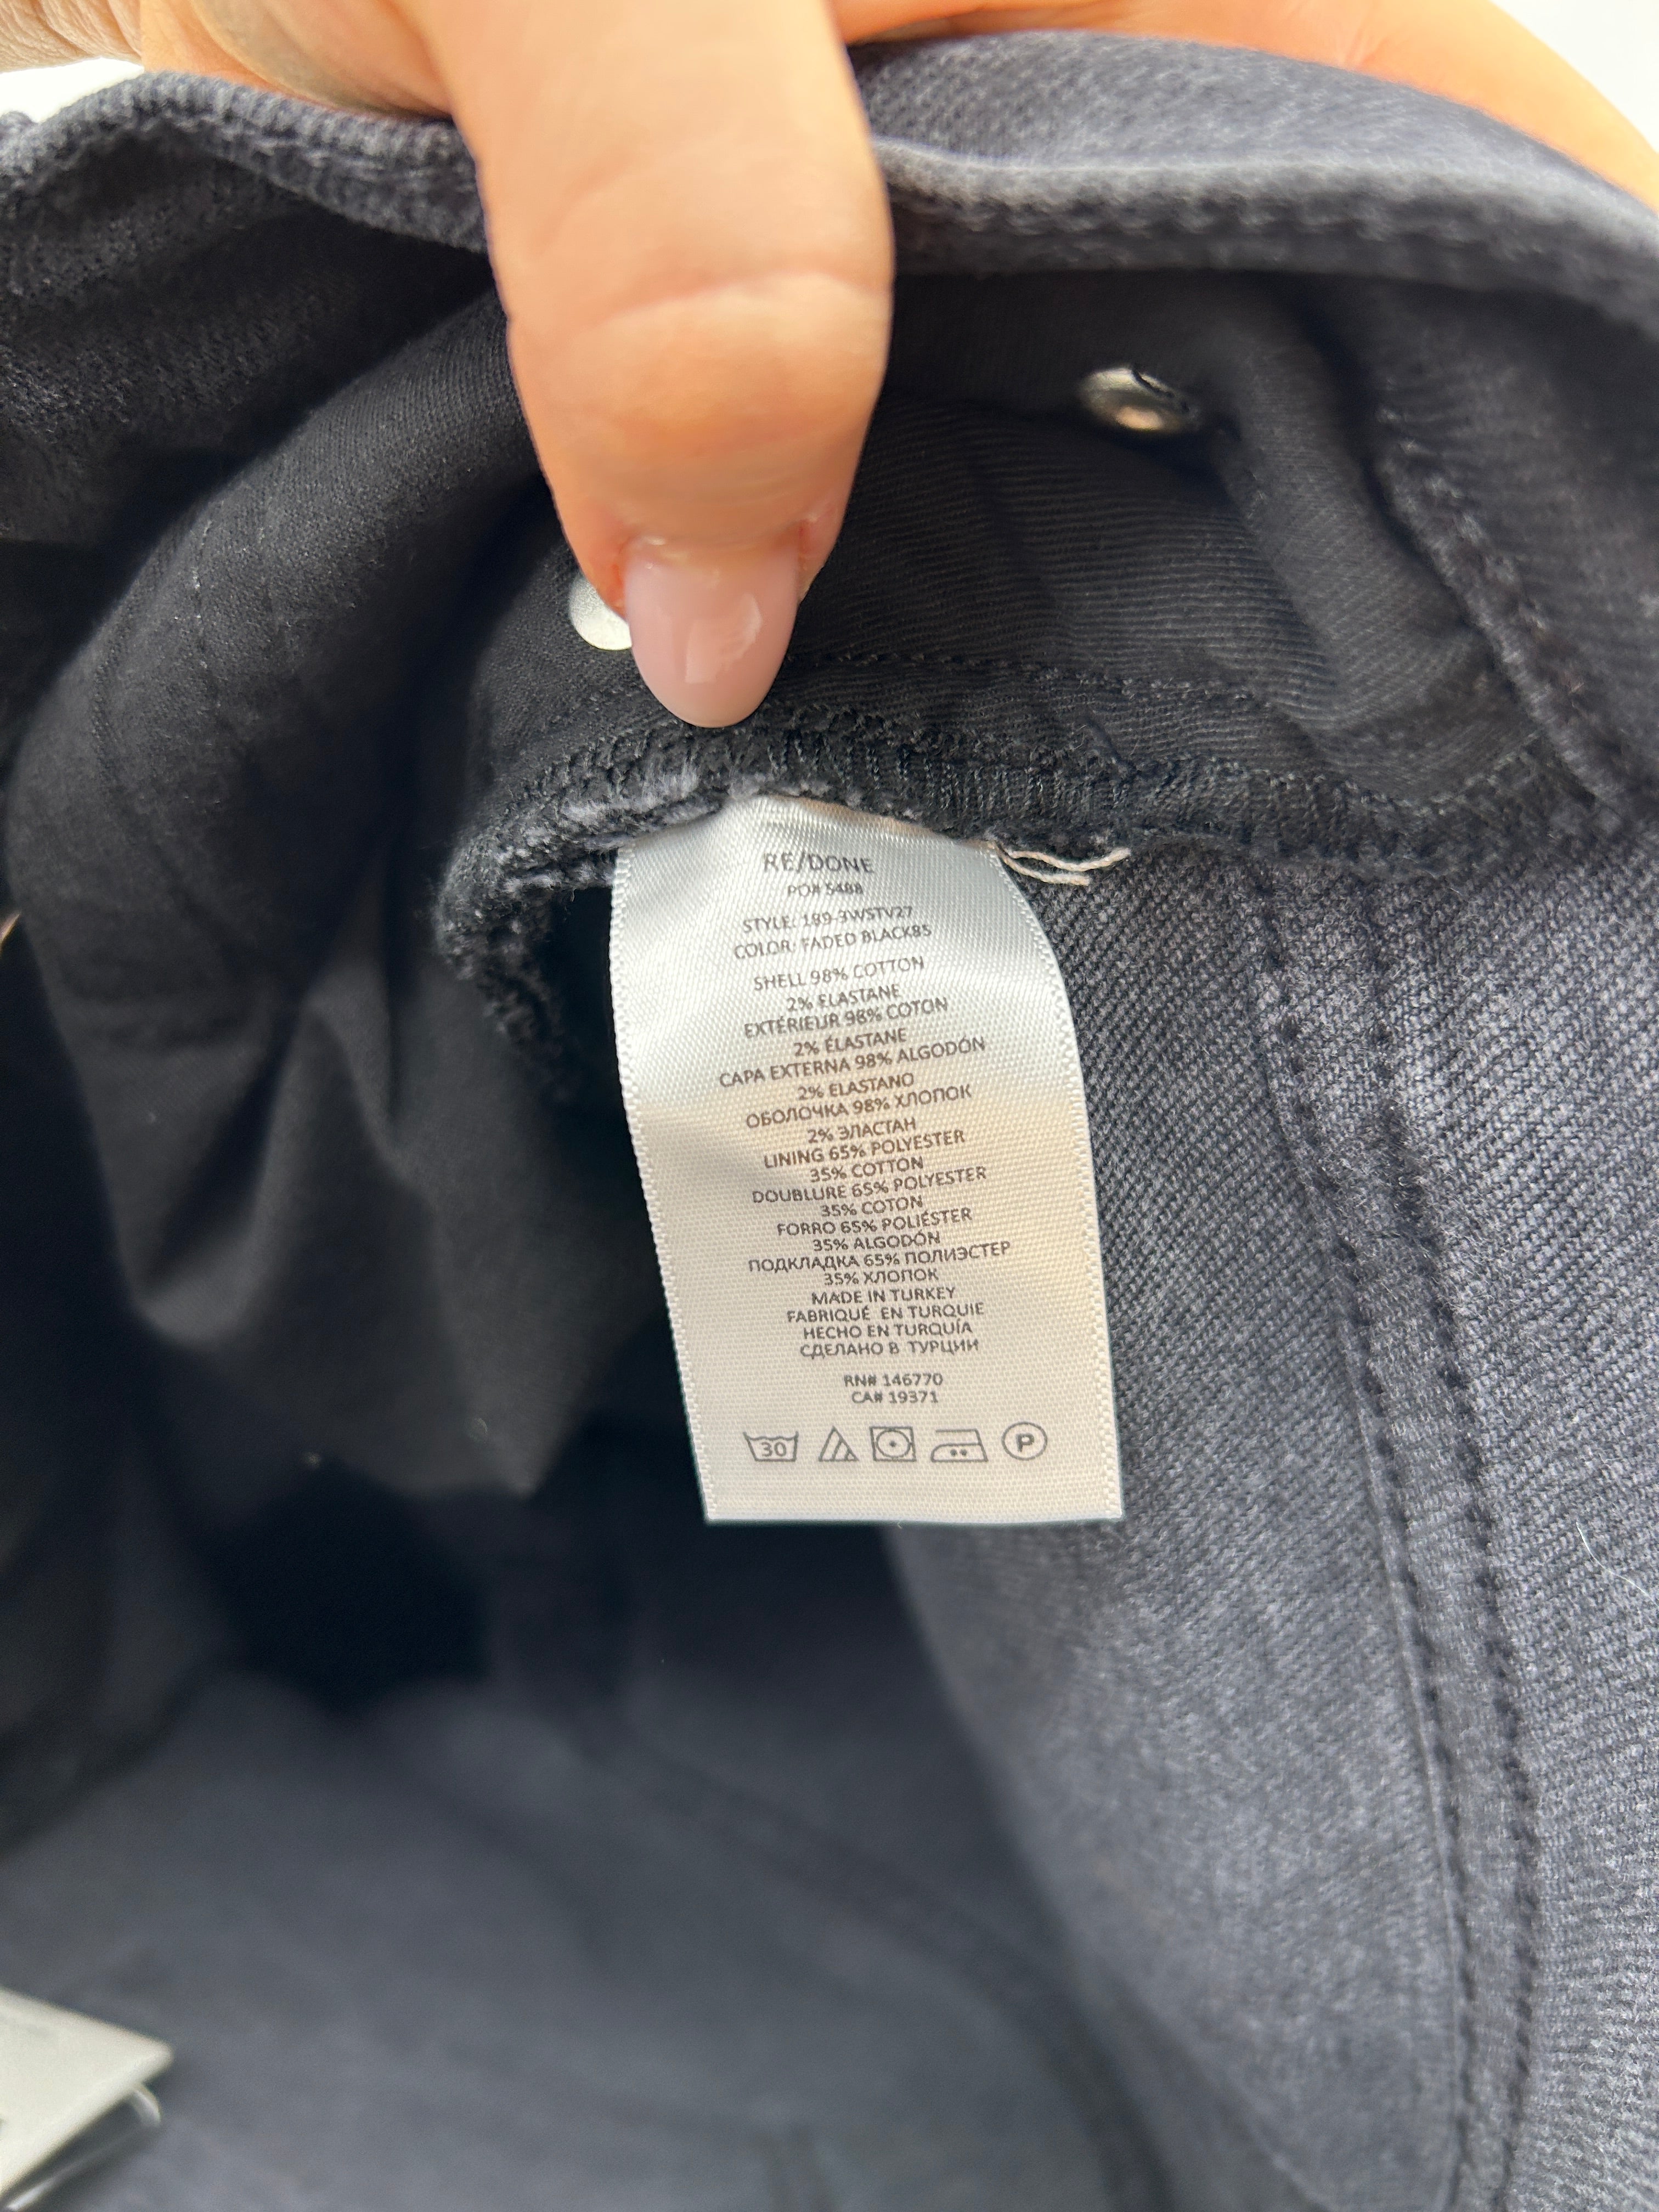 RE/DONE
PO# 5488
STYLE: 189-3WSTV27
COLOR: FADED BLACK85
SHELL 98% COTTON
2% ELASTANE
EXTÉRIEUR 98% COTON
2% ÉLASTANE
CAPA EXTERNA 98% ALGODÓN
2% ELASTANO
ОБОЛОЧКА 98% ХЛОПОК
2% ЭЛАСТАН
LINING 65% POLYESTER
35% COTTON
DOUBLURE 65% POLYESTER
35% COTON
FORRO 65% POLIÉSTER
35% ALGODÓN
ПОДКЛАДКА 65% ПОЛИЭСТЕР
35% ХЛОПОК
MADE IN TURKEY
FABRIQUÉ EN TURQUIE
HECHO EN TURQUÍA
СДЕЛАНО В ТУРЦИИ
RN# 146770
CA# 19371
30 P